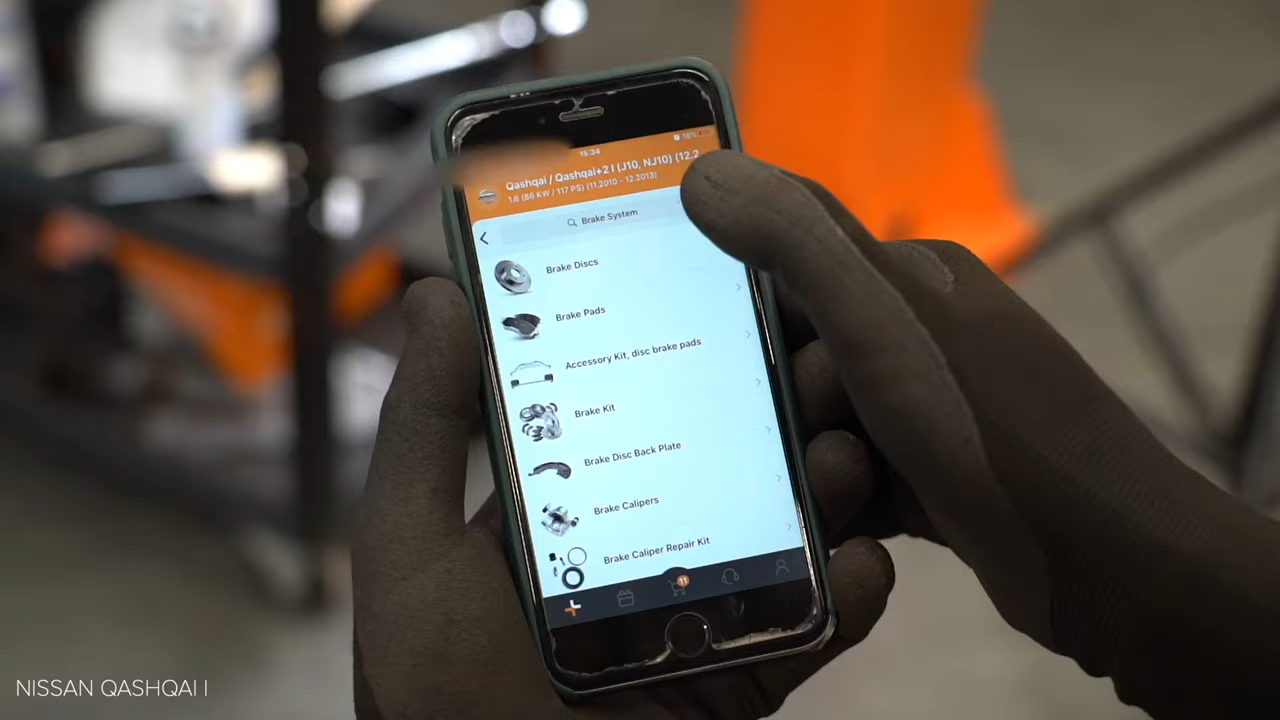 15:34
18%
Qashqai / Qashqai+2 I (J10, NJ10) (12.2
1.6 (86 KW / 117 PS) (11.2010 - 12.2013)
Brake System
Brake Discs
Brake Pads
Accessory Kit, disc brake pads
Brake Kit
Brake Disc Back Plate
Brake Calipers
Brake Caliper Repair Kit
11
NISSAN QASHQAI I